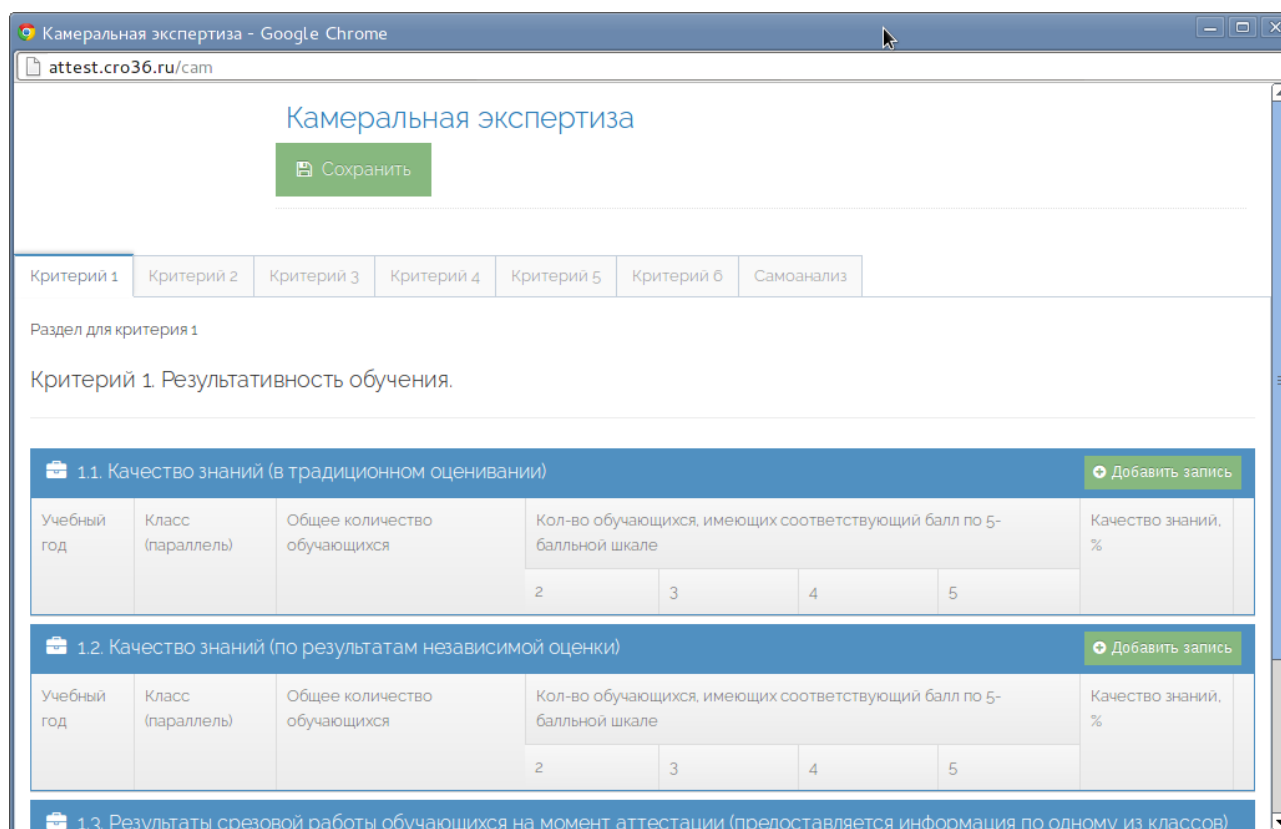 Камеральная экспертиза - Google Chrome
attest.cro36.ru/cam
Камеральная экспертиза
Сохранить
Критерий 1 Критерий 2 Критерий 3 Критерий 4 Критерий 5 Критерий 6 Самоанализ
Раздел для критерия 1
Критерий 1. Результативность обучения.
1.1. Качество знаний (в традиционном оценивании) Добавить запись
Учебный год Класс (параллель) Общее количество обучающихся Кол-во обучающихся, имеющих соответствующий балл по 5-балльной шкале Качество знаний, %
2 3 4 5
1.2. Качество знаний (по результатам независимой оценки) Добавить запись
Учебный год Класс (параллель) Общее количество обучающихся Кол-во обучающихся, имеющих соответствующий балл по 5-балльной шкале Качество знаний, %
2 3 4 5
1.3. Результаты срезовой работы обучающихся на момент аттестации (предоставляется информация по одному из классов)